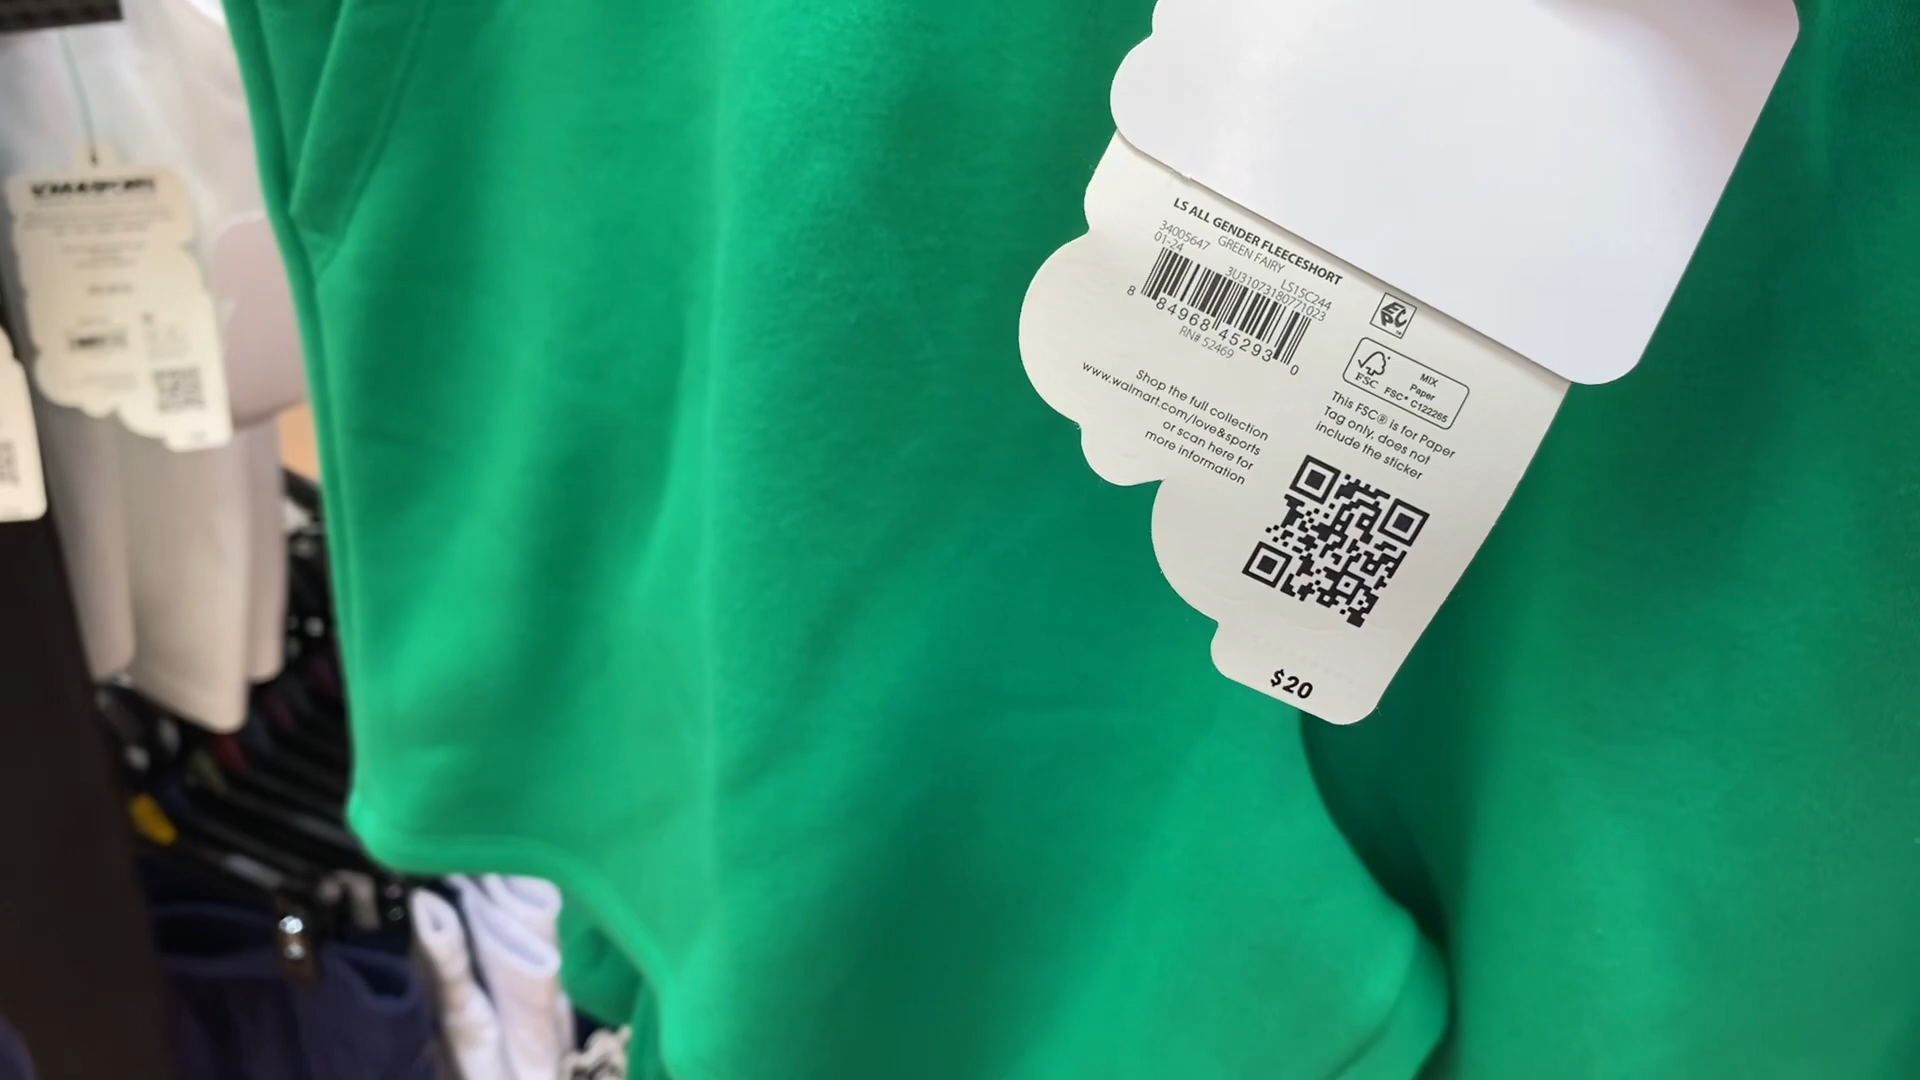 LS ALL GENDER FLEECESHORT
34005647 GREEN FAIRY
01-24
LS15C244
3U31073180771023
8 84968 45293 0
RN# 52469
EPC
FSC
MIX
Paper
FSC® C122265
This FSC® is for Paper
Tag only, does not
include the sticker
Shop the full collection
www.walmart.com/love&sports
or scan here for
more information
$20